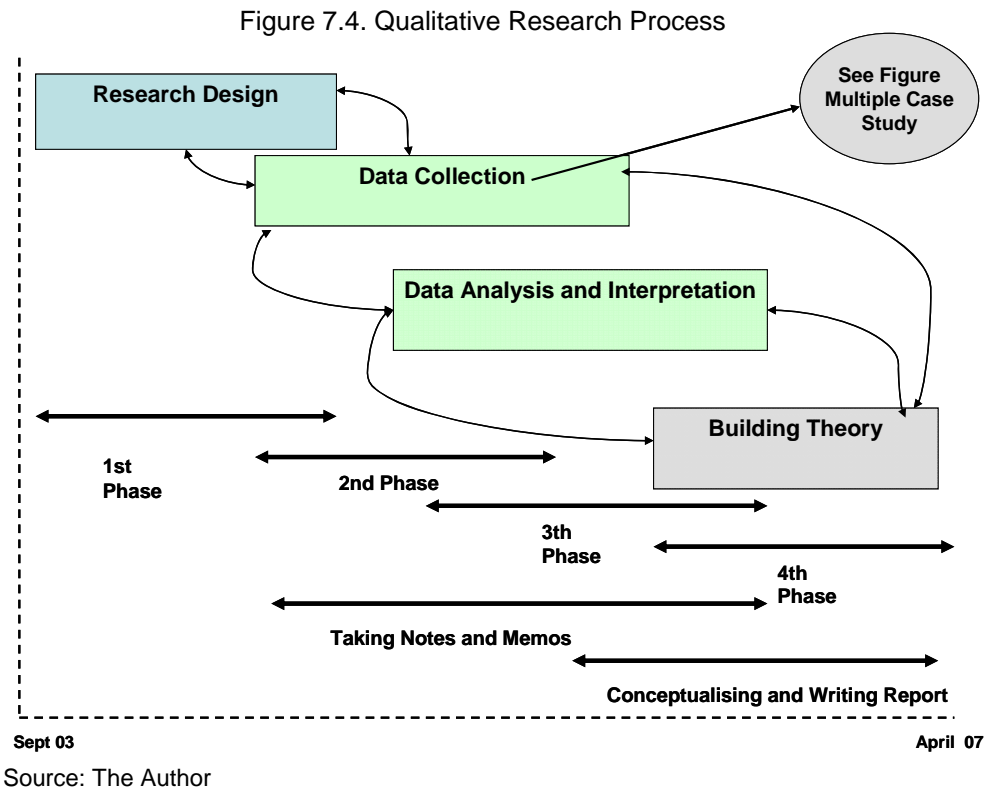 Figure 7.4. Qualitative Research Process
See Figure
Multiple Case
Study
Research Design
Data Collection
Data Analysis and Interpretation
Building Theory
1st
Phase
2nd Phase
3th
Phase
4th
Phase
Taking Notes and Memos
Conceptualising and Writing Report
Sept 03
April 07
Source: The Author